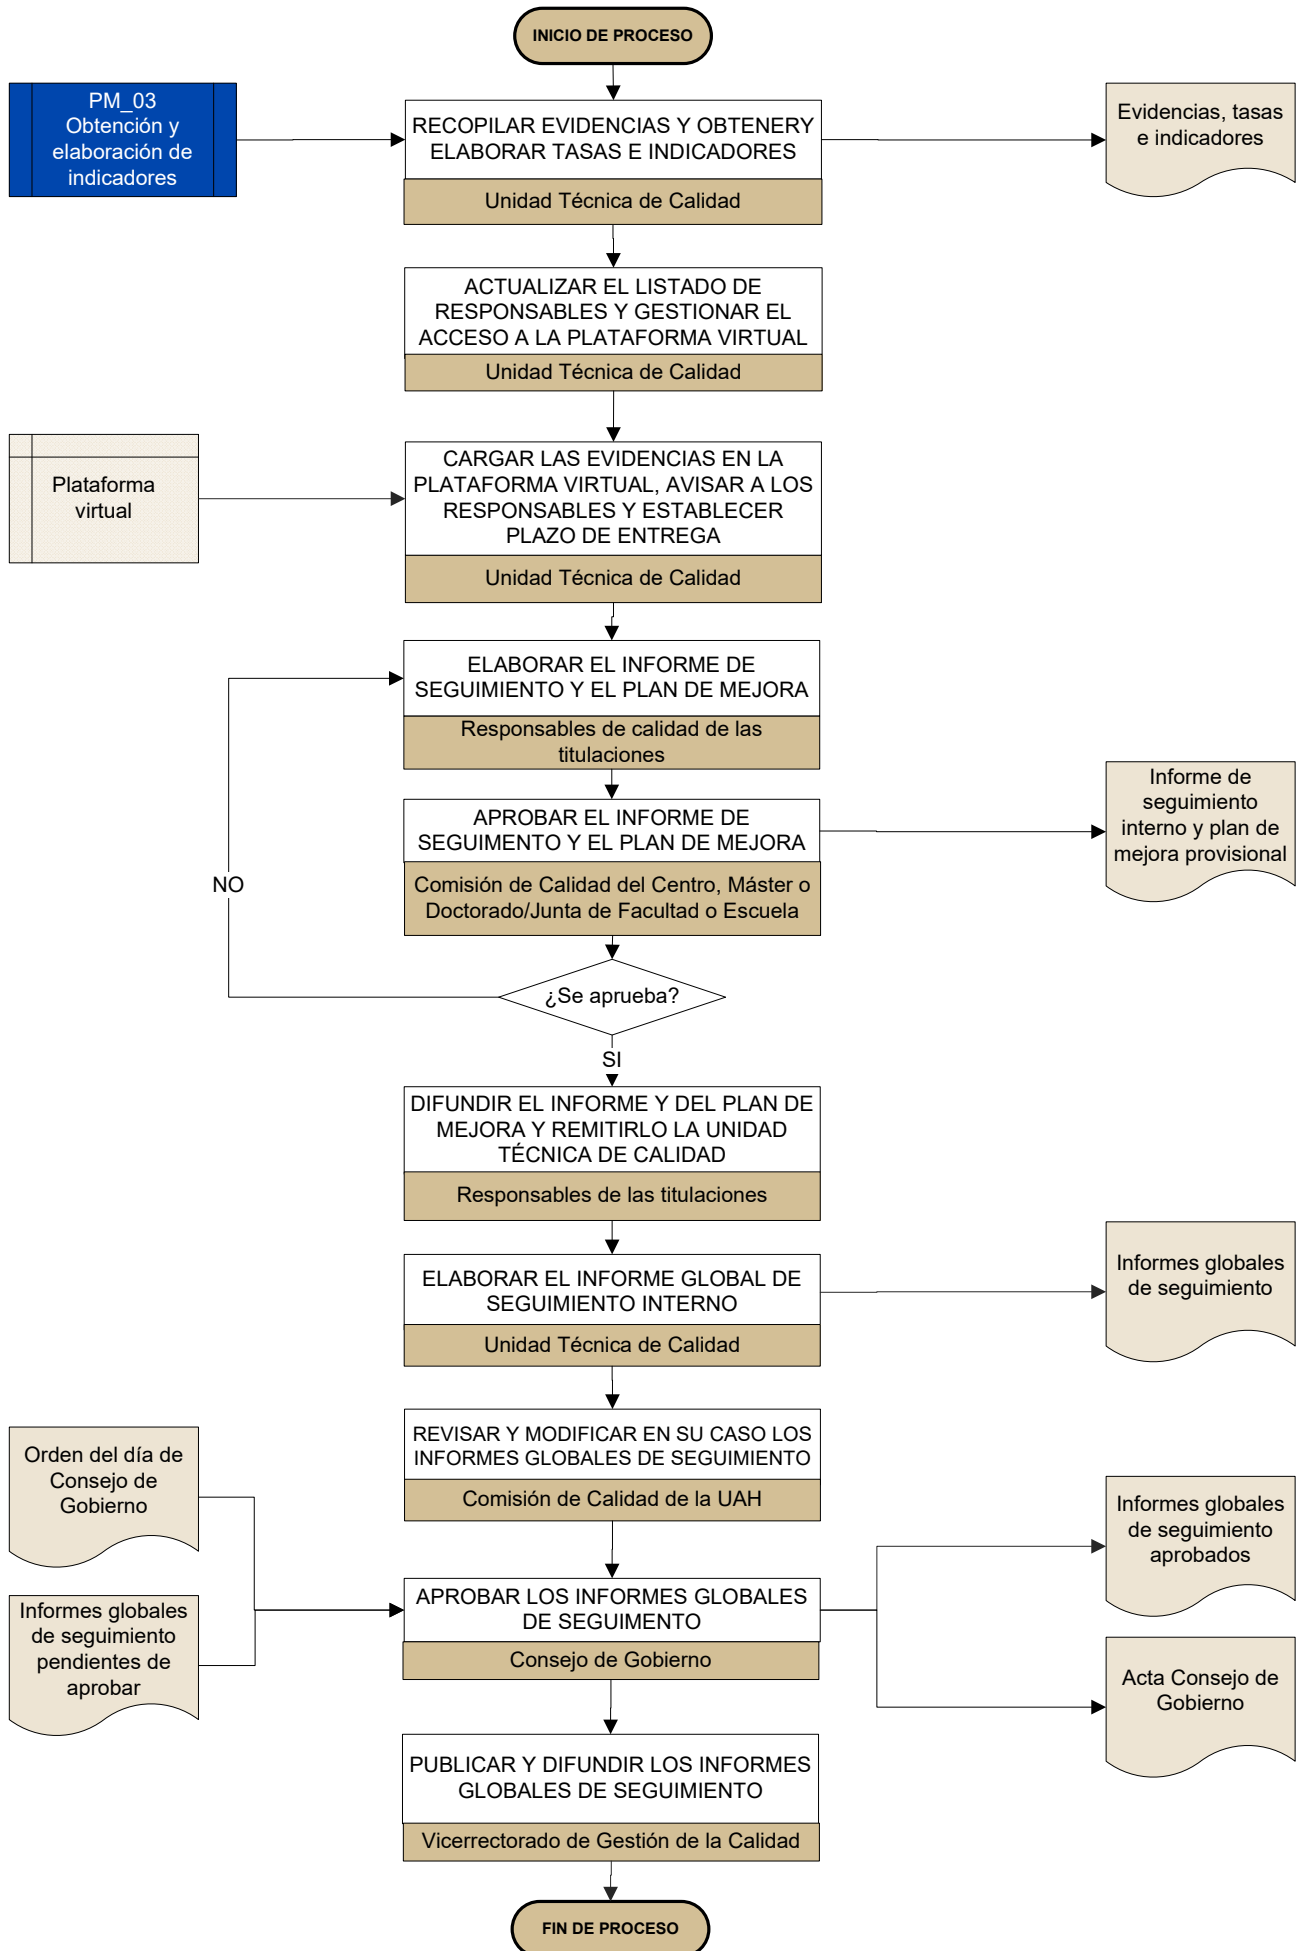 INICIO DE PROCESO
PM_03
Obtención y
elaboración de
indicadores
RECOPILAR EVIDENCIAS Y OBTENERY
ELABORAR TASAS E INDICADORES
Unidad Técnica de Calidad
Evidencias, tasas
e indicadores
ACTUALIZAR EL LISTADO DE
RESPONSABLES Y GESTIONAR EL
ACCESO A LA PLATAFORMA VIRTUAL
Unidad Técnica de Calidad
Plataforma
virtual
CARGAR LAS EVIDENCIAS EN LA
PLATAFORMA VIRTUAL, AVISAR A LOS
RESPONSABLES Y ESTABLECER
PLAZO DE ENTREGA
Unidad Técnica de Calidad
ELABORAR EL INFORME DE
SEGUIMIENTO Y EL PLAN DE MEJORA
Responsables de calidad de las
titulaciones
APROBAR EL INFORME DE
SEGUIMENTO Y EL PLAN DE MEJORA
Comisión de Calidad del Centro, Máster o
Doctorado/Junta de Facultad o Escuela
Informe de
seguimiento
interno y plan de
mejora provisional
NO
¿Se aprueba?
SI
DIFUNDIR EL INFORME Y DEL PLAN DE
MEJORA Y REMITIRLO LA UNIDAD
TÉCNICA DE CALIDAD
Responsables de las titulaciones
ELABORAR EL INFORME GLOBAL DE
SEGUIMIENTO INTERNO
Unidad Técnica de Calidad
Informes globales
de seguimiento
REVISAR Y MODIFICAR EN SU CASO LOS
INFORMES GLOBALES DE SEGUIMIENTO
Comisión de Calidad de la UAH
Orden del día de
Consejo de
Gobierno
Informes globales
de seguimiento
pendientes de
aprobar
APROBAR LOS INFORMES GLOBALES
DE SEGUIMENTO
Consejo de Gobierno
Informes globales
de seguimiento
aprobados
Acta Consejo de
Gobierno
PUBLICAR Y DIFUNDIR LOS INFORMES
GLOBALES DE SEGUIMIENTO
Vicerrectorado de Gestión de la Calidad
FIN DE PROCESO